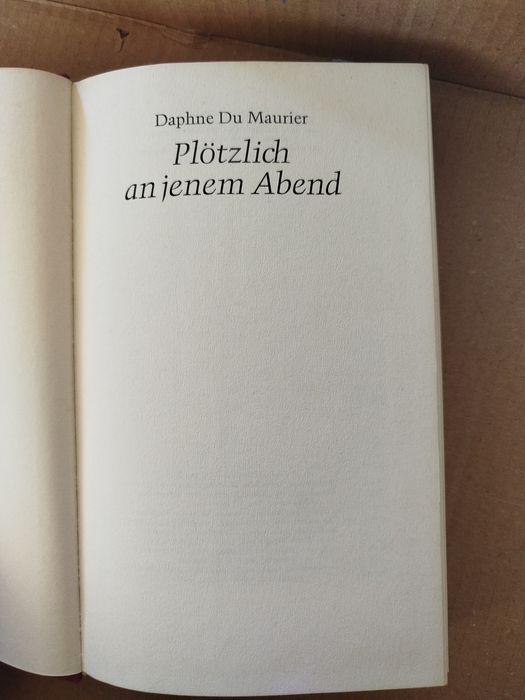 Daphne Du Maurier
Plötzlich
an jenem Abend